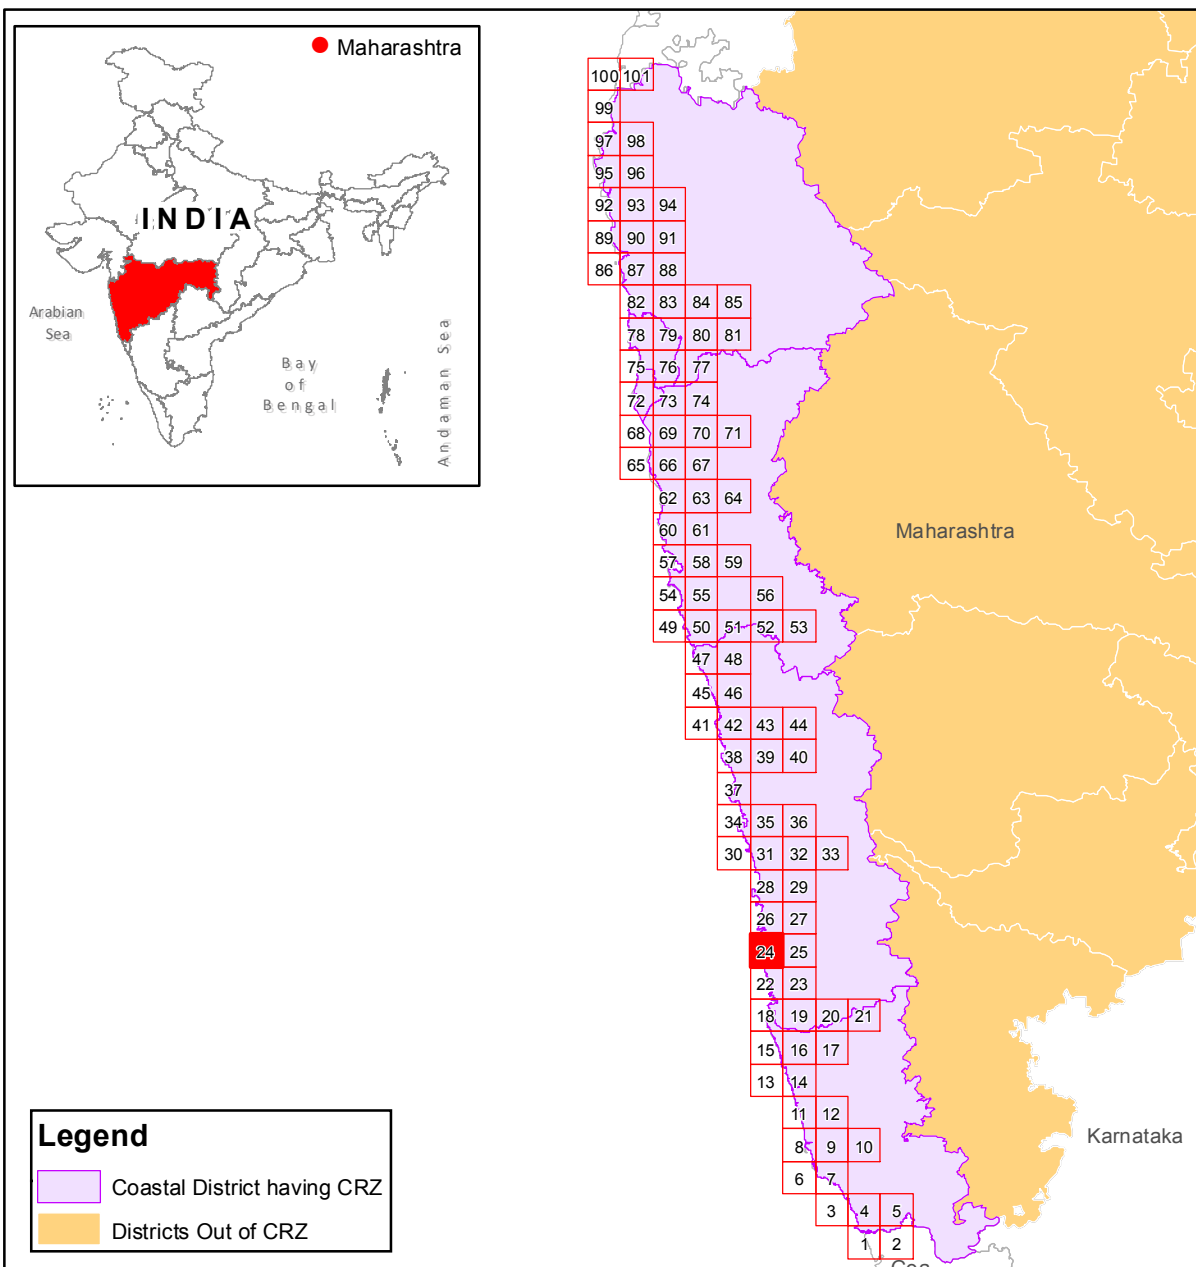 Maharashtra
INDIA
Arabian
Sea
Bay
of
Bengal
Andaman Sea
100 101
99
97 98
95 96
92 93 94
89 90 91
86 87 88
82 83 84 85
78 79 80 81
75 76 77
72 73 74
68 69 70 71
65 66 67
62 63 64
60 61
Maharashtra
57 58 59
54 55 56
49 50 51 52 53
47 48
45 46
41 42 43 44
38 39 40
37
34 35 36
30 31 32 33
28 29
26 27
24 25
22 23
18 19 20 21
15 16 17
13 14
11 12
8 9 10
Karnataka
6 7
3 4 5
1 2
Goa
Legend
Coastal District having CRZ
Districts Out of CRZ